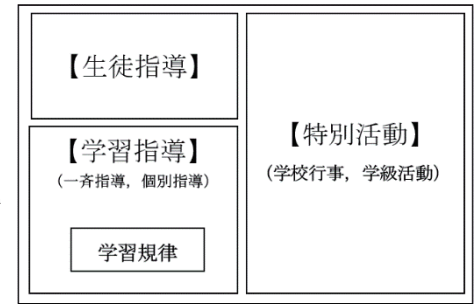 【生徒指導】
【学習指導】
（一斉指導，個別指導）
学習規律
【特別活動】
（学校行事，学級活動）